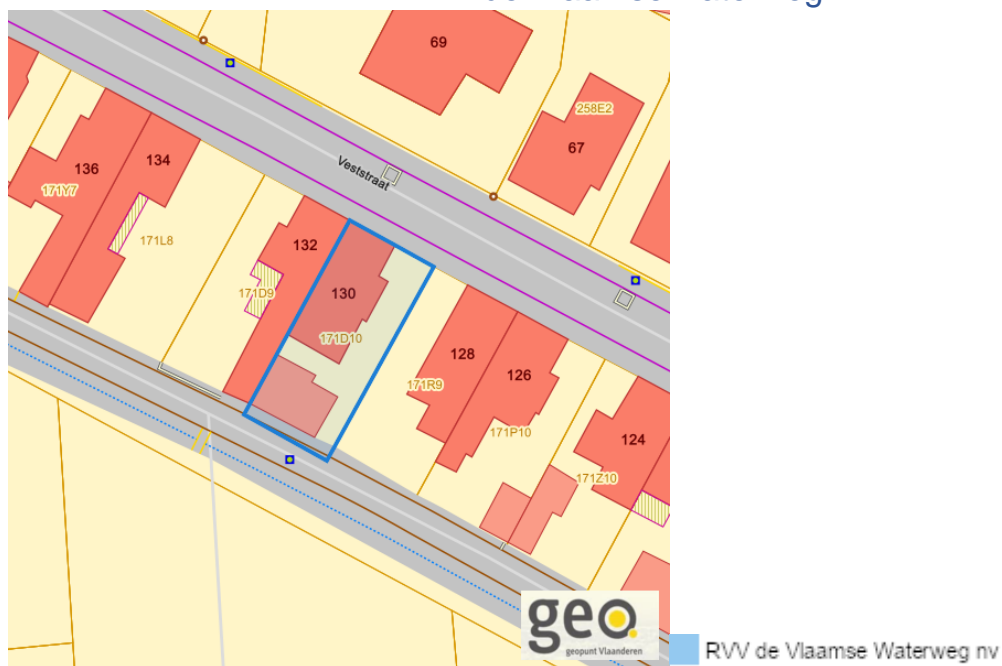 69
258E2
67
136
134
171Y7
Veststraat
171L8
132
171D9
130
171D10
128
171R9
126
171P10
124
171Z10
geo
geopunt Vlaanderen
RVV de Vlaamse Waterweg nv